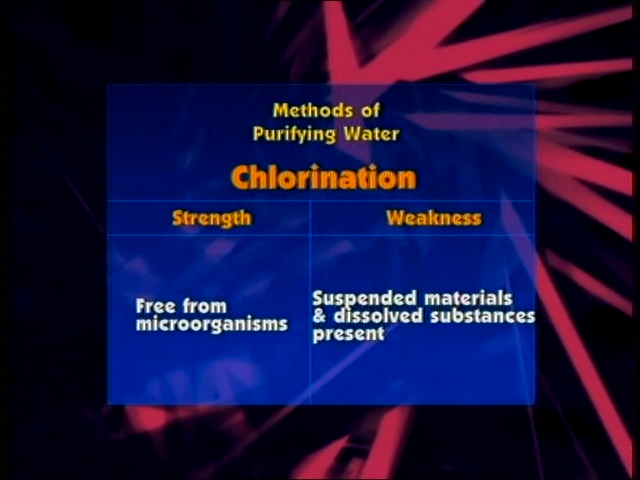 Methods of
Purifying Water
Chlorination
Strength
Weakness
Free from
microorganisms
Suspended materials
& dissolved substances
present